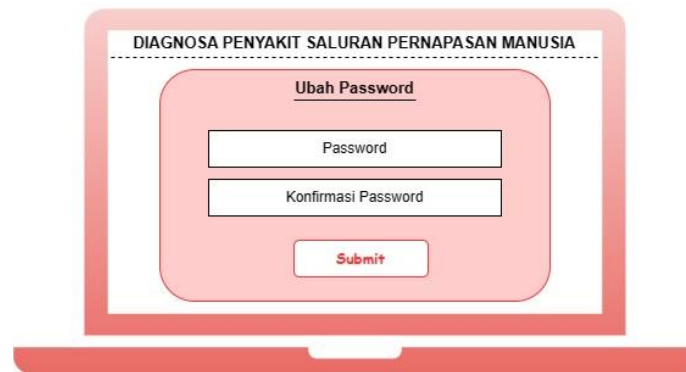 DIAGNOSA PENYAKIT SALURAN PERNAPASAN MANUSIA
Ubah Password
Password
Konfirmasi Password
Submit